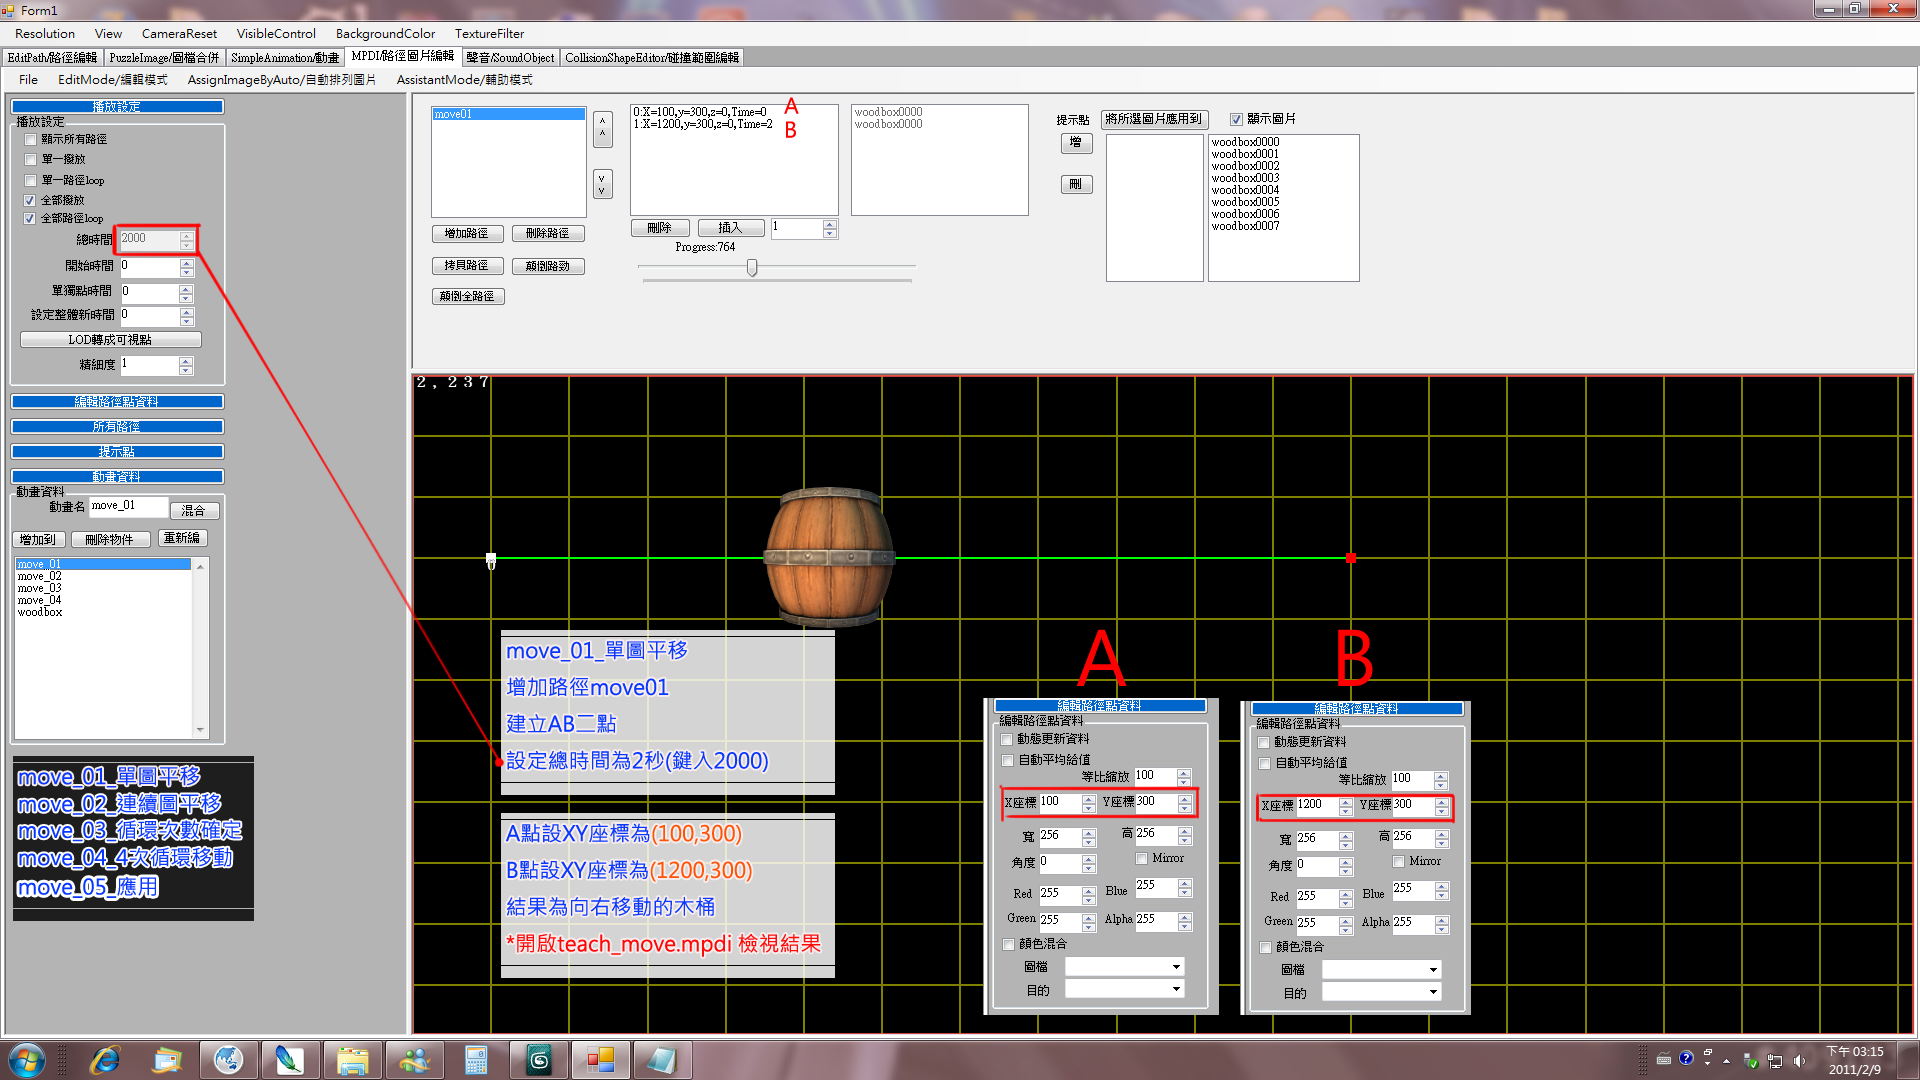 Form1
Resolution View CameraReset VisibleControl BackgroundColor TextureFilter
EditPath/路徑編輯 PuzzleImage/圖檔合併 SimpleAnimation/動畫 MPDI/路徑圖片編輯 聲音/SoundObject CollisionShapeEditor/碰撞範圍編輯
File EditMode/編輯模式 AssignImageByAuto/自動排列圖片 AssistantMode/輔助模式
播放設定
播放設定
顯示所有路徑
單一撥放
單一路徑loop
全部撥放
全部路徑loop
總時間 2000
開始時間 0
單獨點時間 0
設定整體新時間 0
LOD轉成可視點
精細度 1
編輯路徑點資料
所有路徑
提示點
動畫資料
動畫資料
動畫名 move_01 混合
增加到 刪除物件 重新編
move_01
move_02
move_03
move_04
woodbox
move_01_單圖平移
move_02_連續圖平移
move_03_循環次數確定
move_04_4次循環移動
move_05_應用
move01
增加路徑 刪除路徑
拷貝路徑 顛倒路勁
顛倒全路徑
0:X=100,y=300,z=0,Time=0 A
1:X=1200,y=300,z=0,Time=2 B
刪除 插入 1
Progress:764
woodbox0000
woodbox0000
提示點 將所選圖片應用到 顯示圖片
增
刪
woodbox0000
woodbox0001
woodbox0002
woodbox0003
woodbox0004
woodbox0005
woodbox0006
woodbox0007
2,237
move_01_單圖平移
增加路徑move01
建立AB二點
設定總時間為2秒(鍵入2000)
A點設XY座標為(100,300)
B點設XY座標為(1200,300)
結果為向右移動的木桶
*開啟teach_move.mpdi 檢視結果
A
編輯路徑點資料
編輯路徑點資料
動態更新資料
自動平均給值
等比縮放 100
X座標 100 Y座標 300
寬 256 高 256
角度 0 Mirror
Red 255 Blue 255
Green 255 Alpha 255
顏色混合
圖檔
目的
B
編輯路徑點資料
編輯路徑點資料
動態更新資料
自動平均給值
等比縮放 100
X座標 1200 Y座標 300
寬 256 高 256
角度 0 Mirror
Red 255 Blue 255
Green 255 Alpha 255
顏色混合
圖檔
目的
下午 03:15
2011/2/9